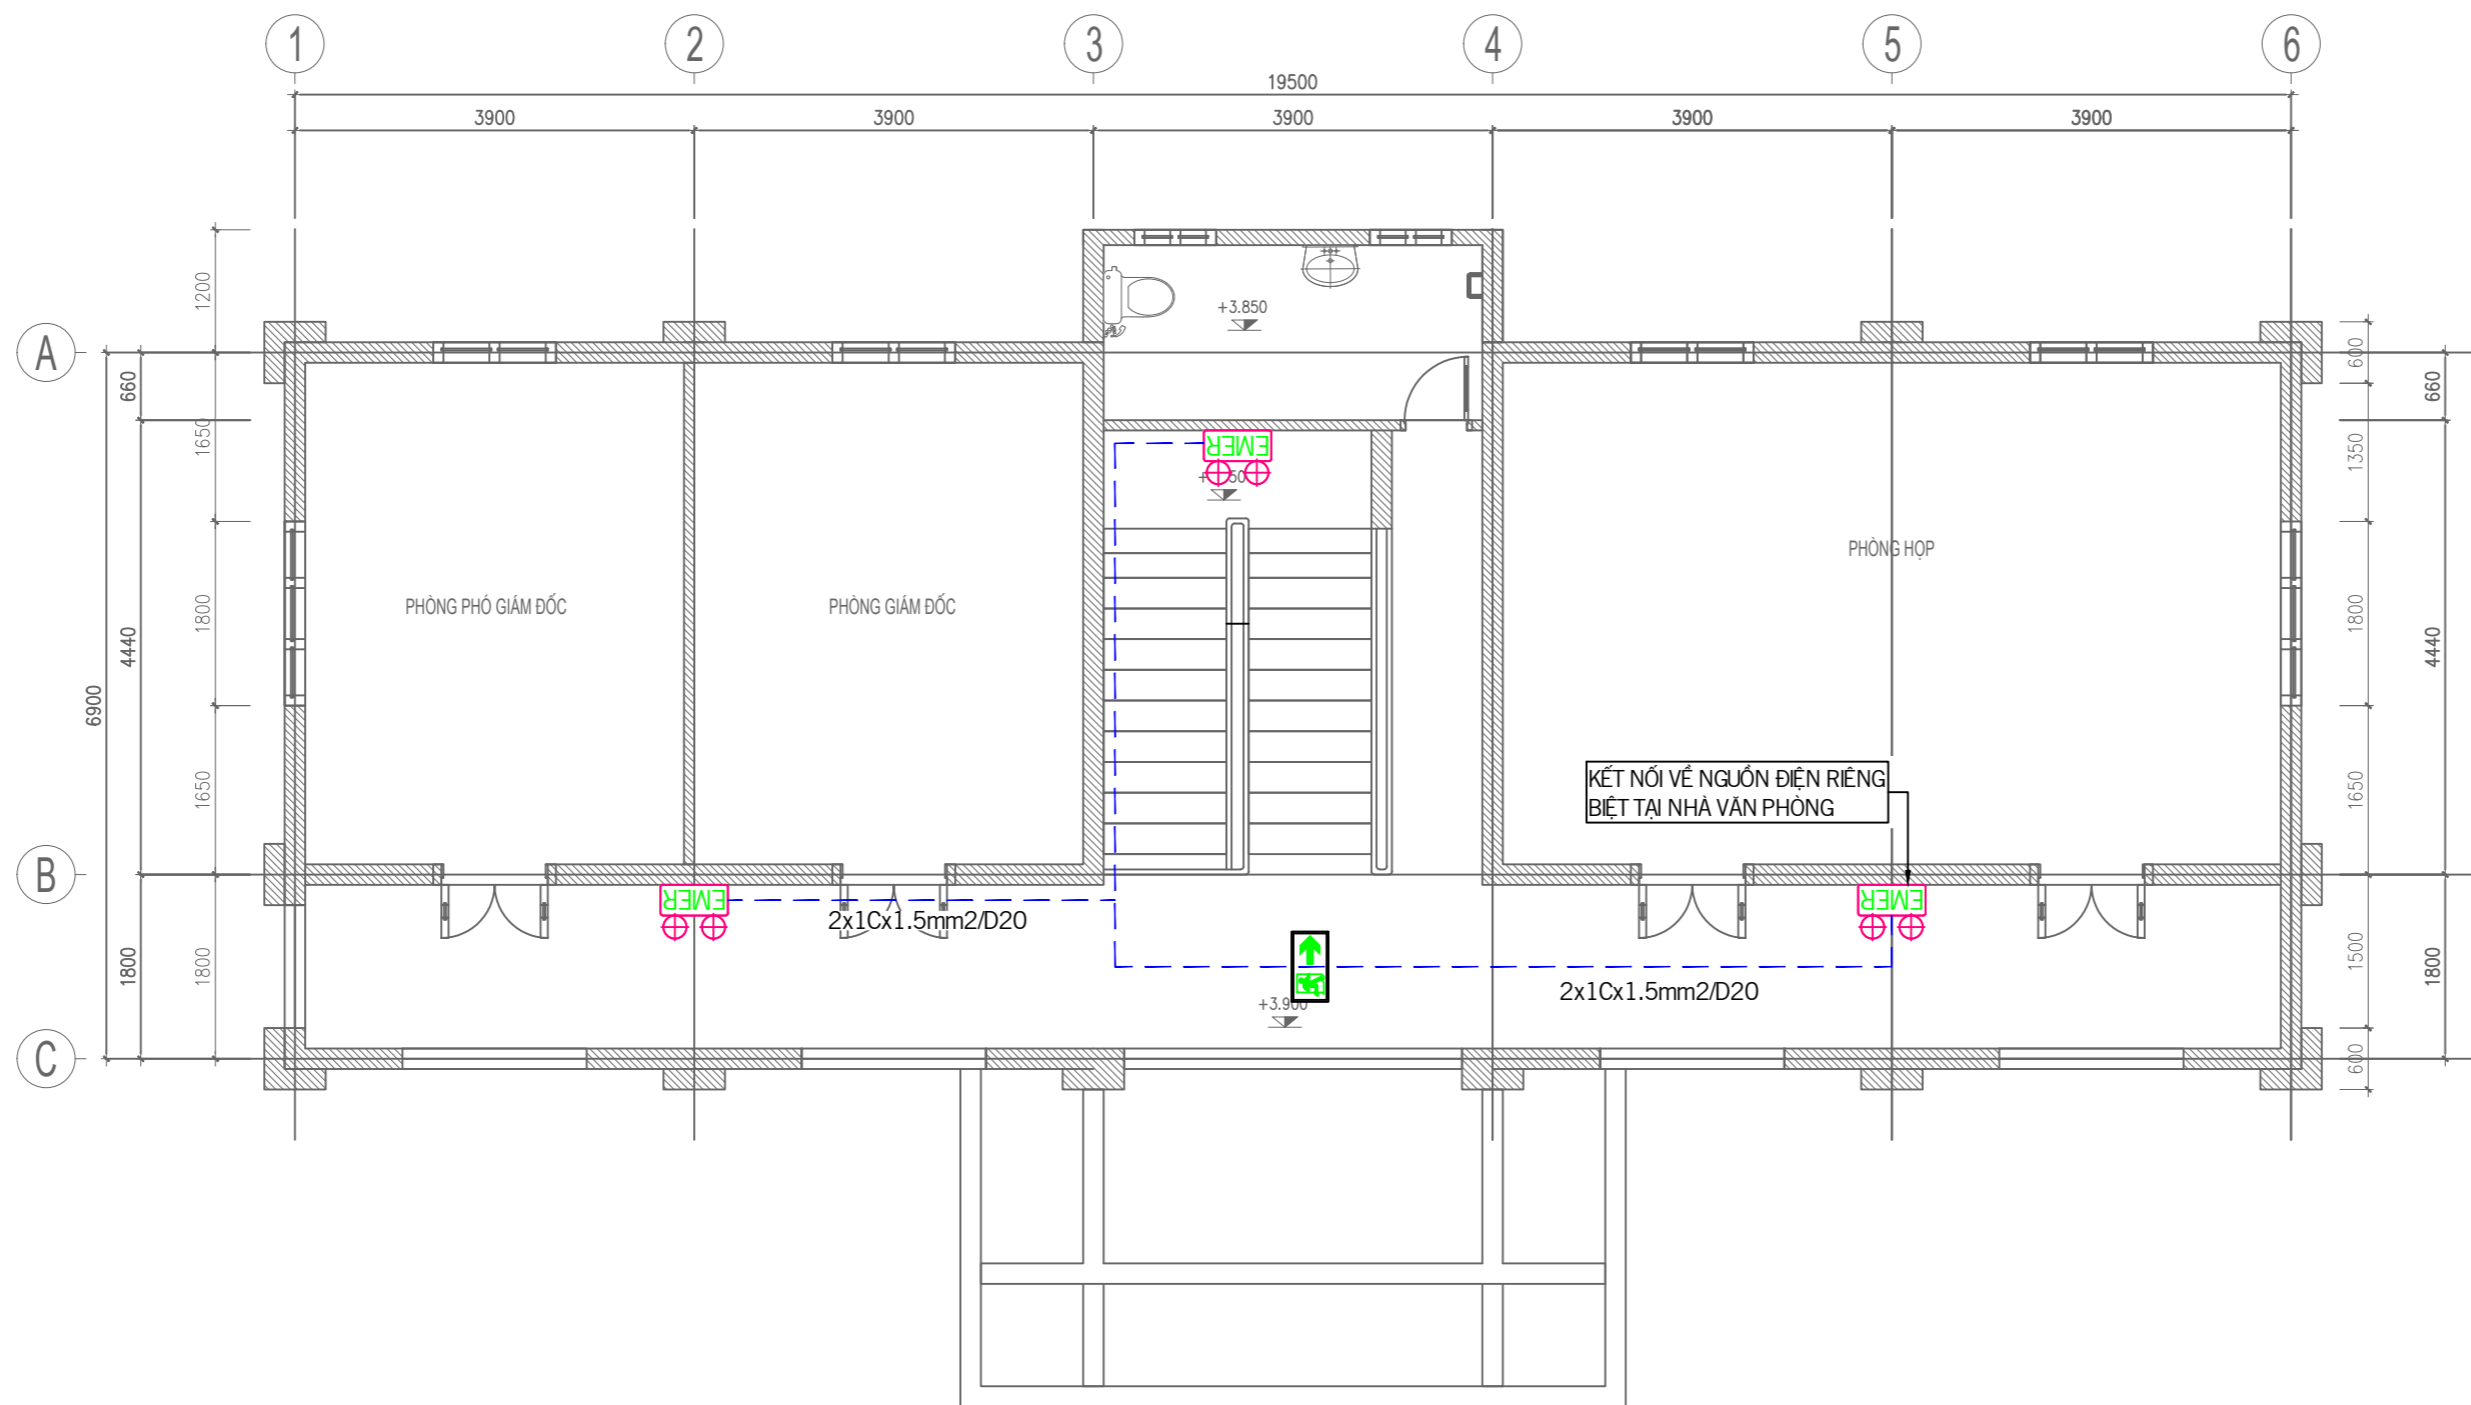 1
2
3
4
5
6
19500
3900
3900
3900
3900
3900
A
B
C
1200
660
1650
4440
1800
6900
1650
1800
1800
600
660
1350
1800
4440
1650
1500
1800
600
+3.850
EMER
PHÒNG HỌP
PHÒNG PHÓ GIÁM ĐỐC
PHÒNG GIÁM ĐỐC
KẾT NỐI VỀ NGUỒN ĐIỆN RIÊNG
BIỆT TẠI NHÀ VĂN PHÒNG
EMER
EMER
2x1Cx1.5mm2/D20
2x1Cx1.5mm2/D20
+3.900